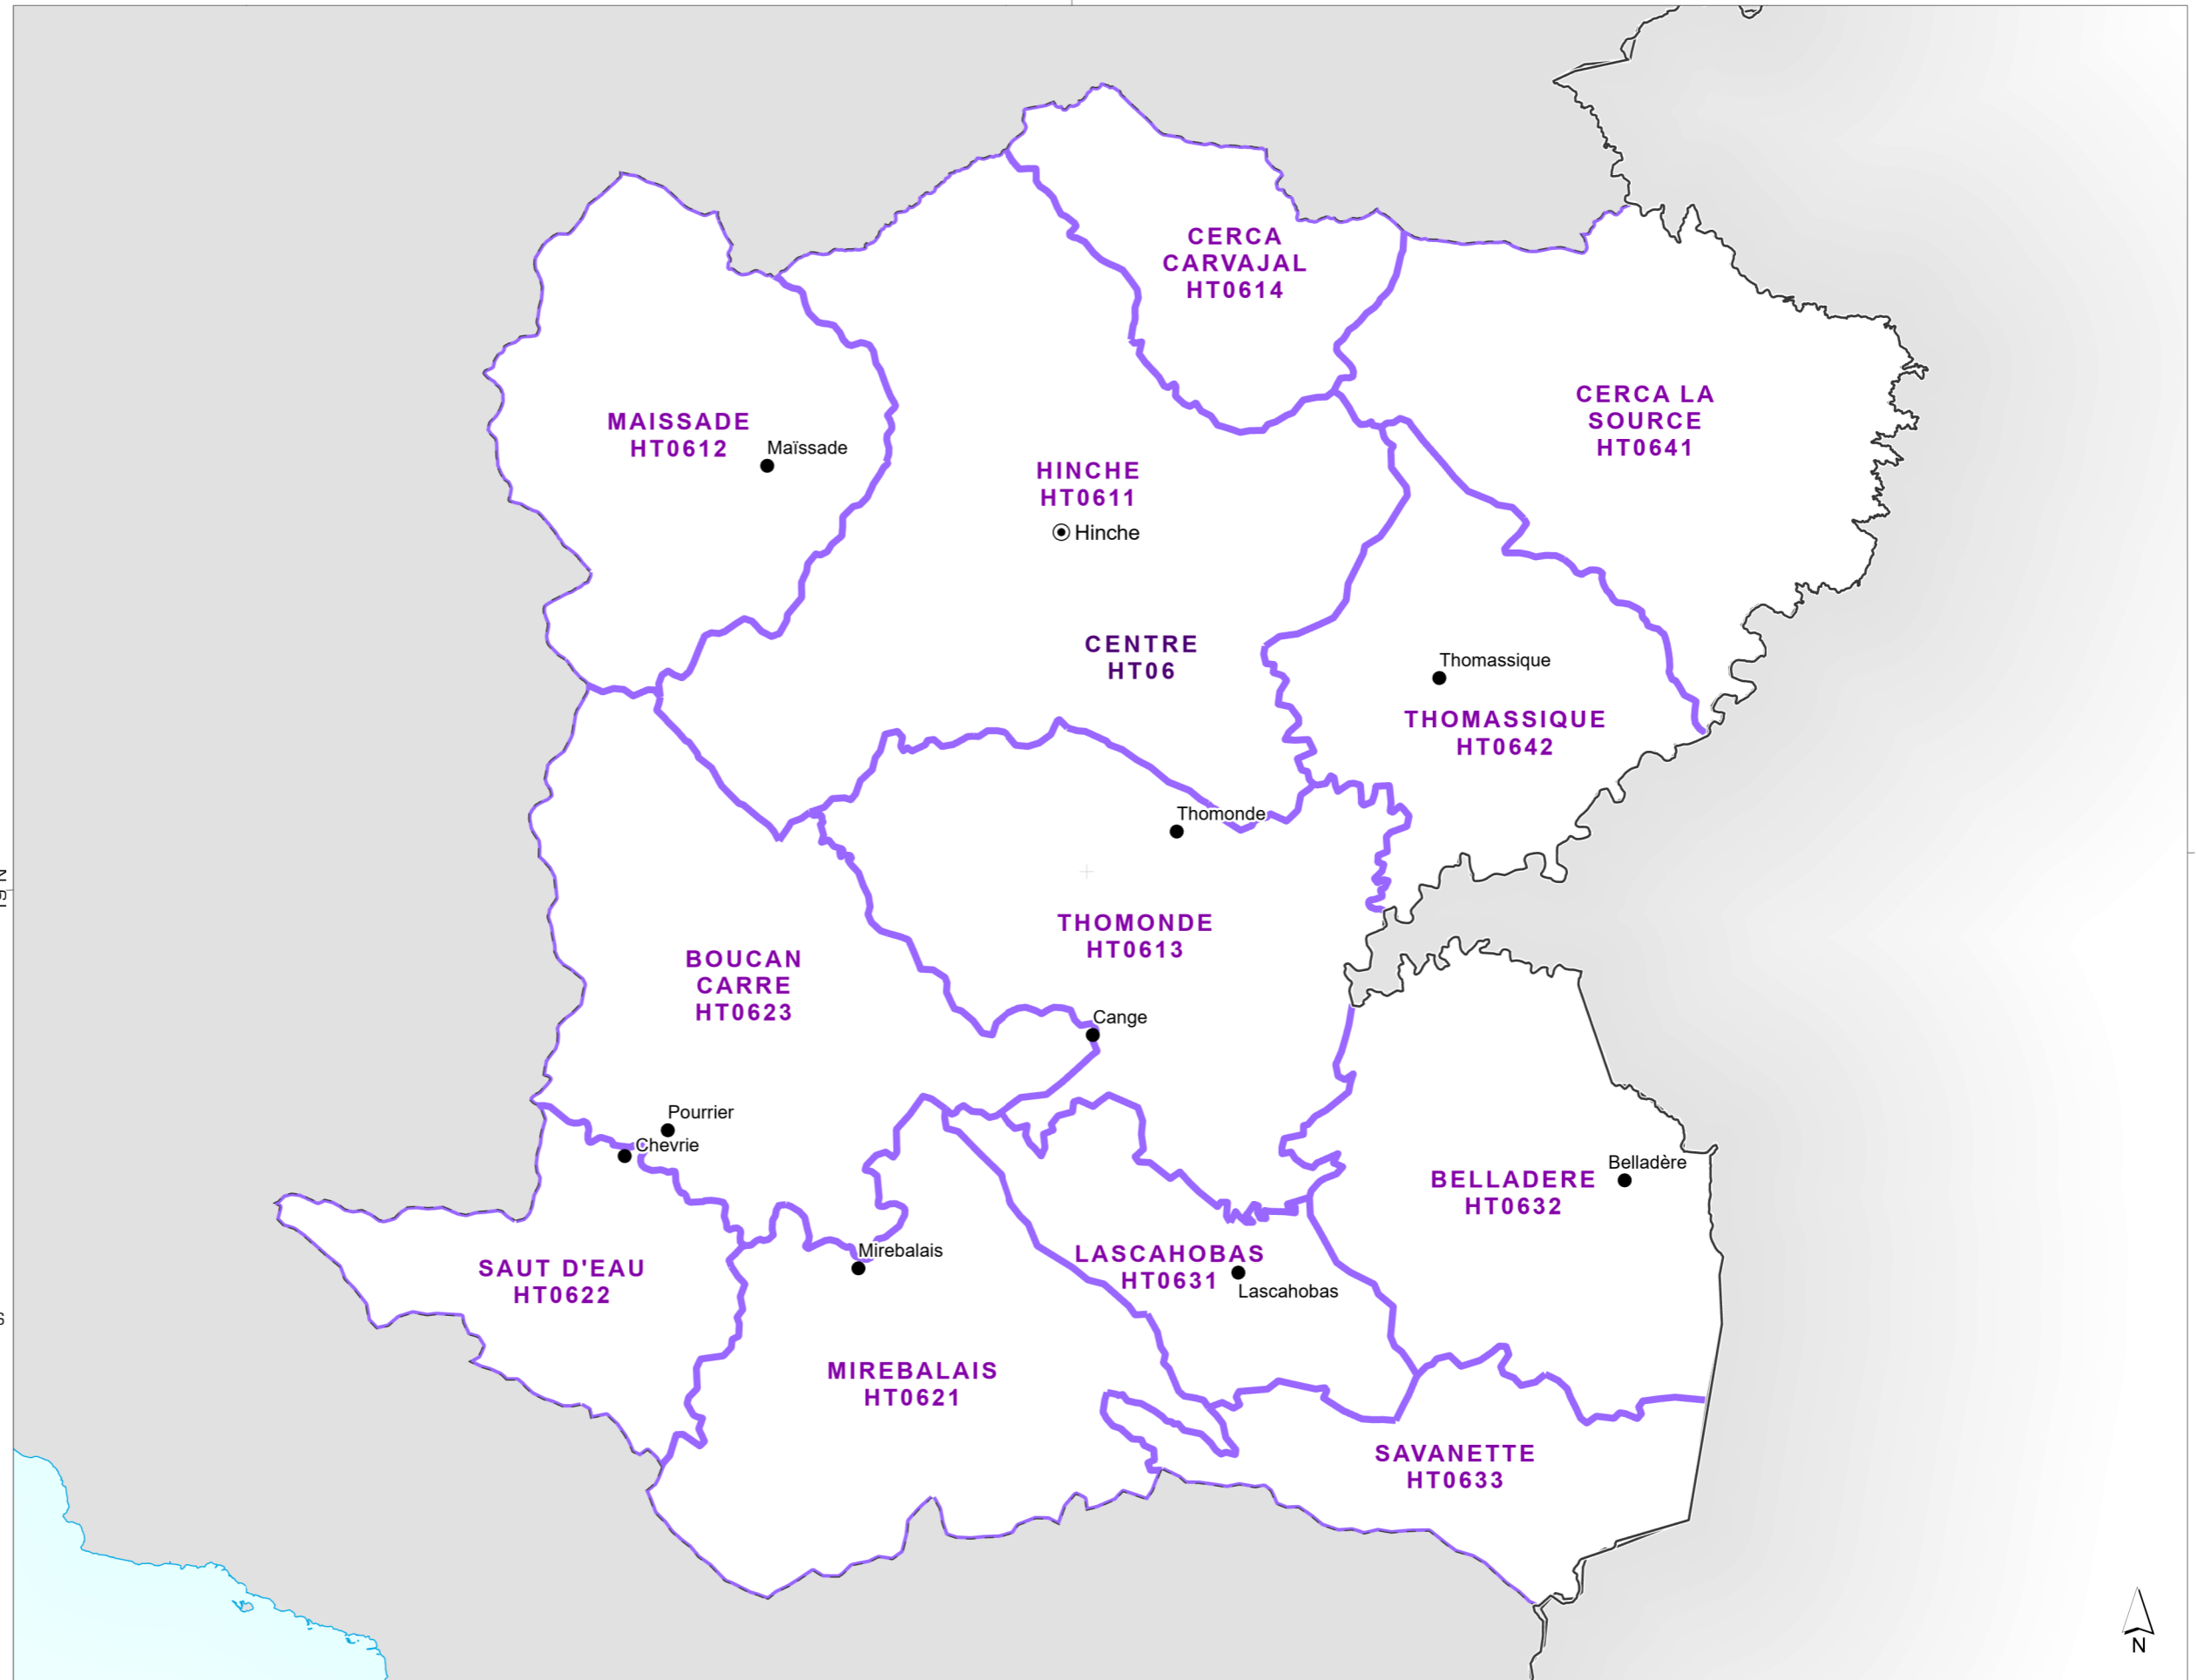 CERCA
CARVAJAL
HT0614
CERCA LA
SOURCE
HT0641
MAISSADE
HT0612
Maïssade
HINCHE
HT0611
Hinche
CENTRE
HT06
Thomassique
THOMASSIQUE
HT0642
Thomonde
THOMONDE
HT0613
BOUCAN
CARRE
HT0623
Cange
Pourrier
Chevrie
BELLADERE
HT0632
Belladère
SAUT D'EAU
HT0622
Mirebalais
LASCAHOBAS
HT0631
Lascahobas
MIREBALAIS
HT0621
SAVANETTE
HT0633
N